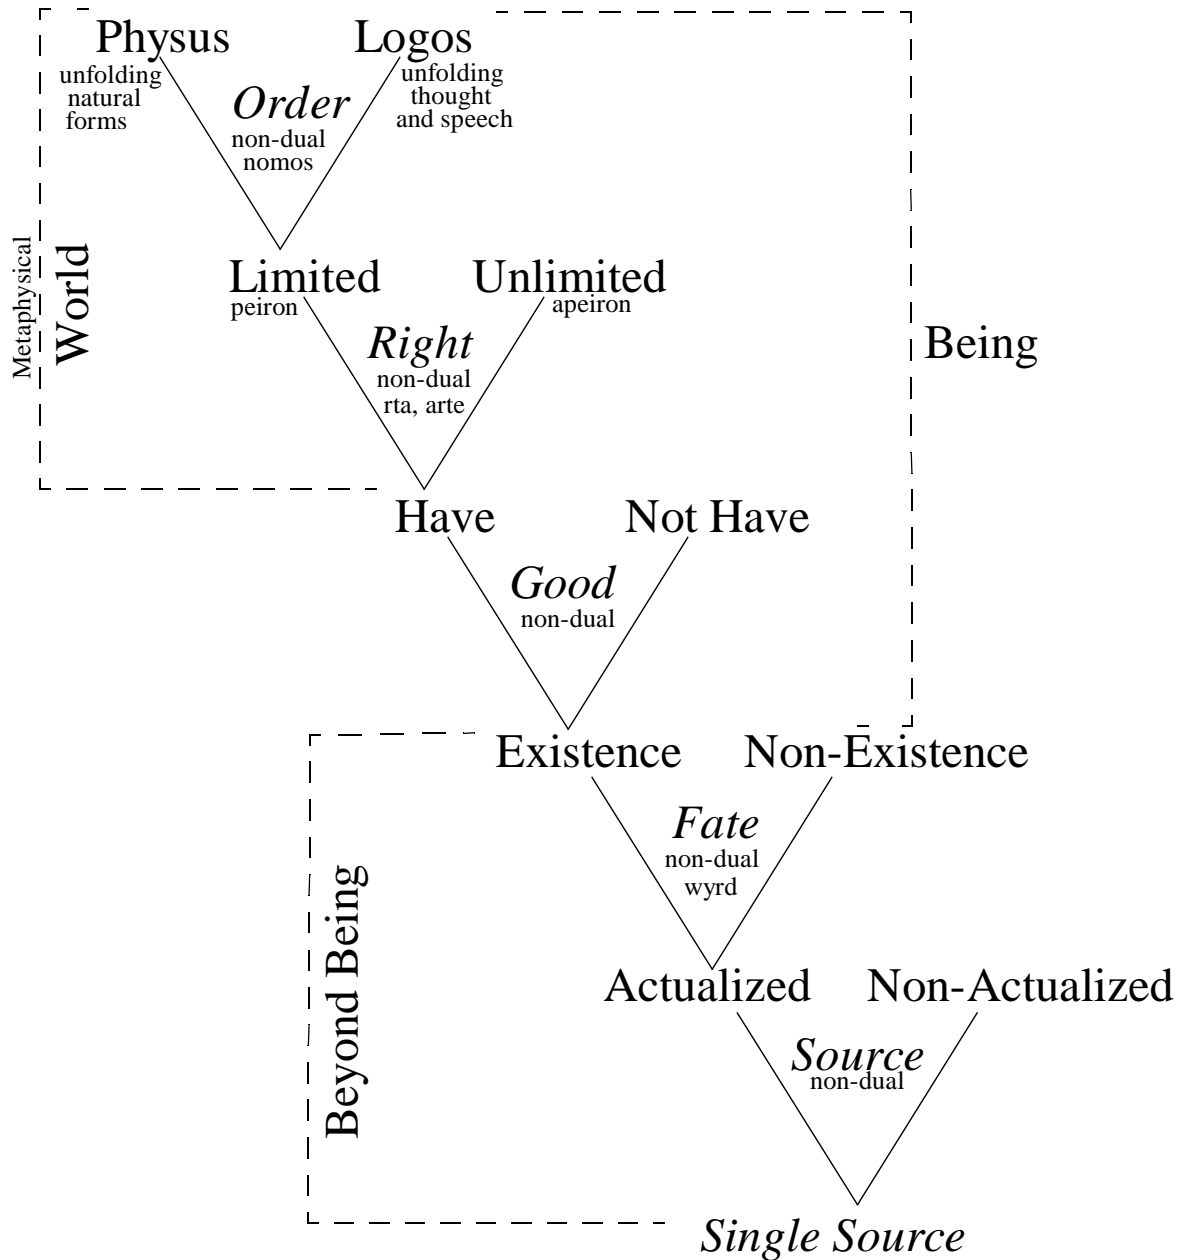 Physus
Logos
unfolding
natural
forms
unfolding
thought
and speech
Order
non-dual
nomos
Metaphysical
World
Limited
peiron
Unlimited
apeiron
Right
non-dual
rta, arte
Being
Have
Not Have
Good
non-dual
Existence
Non-Existence
Fate
non-dual
wyrd
Beyond Being
Actualized
Non-Actualized
Source
non-dual
Single Source